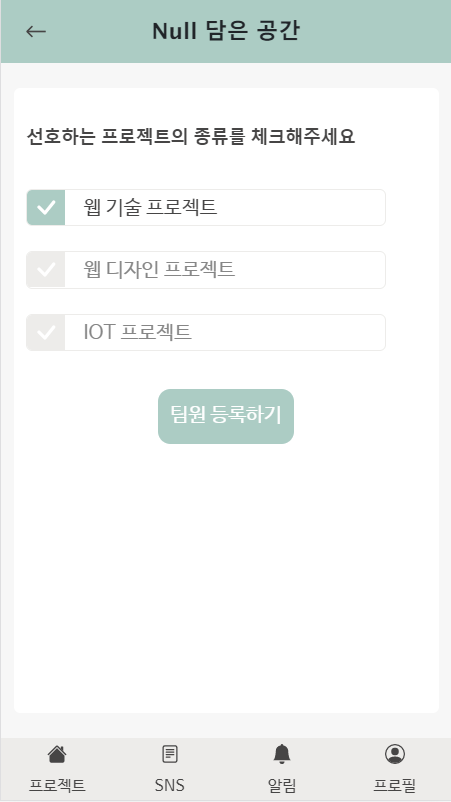 Null 담은 공간
선호하는 프로젝트의 종류를 체크해주세요
웹 기술 프로젝트
웹 디자인 프로젝트
IOT 프로젝트
팀원 등록하기
프로젝트 SNS 알림 프로필